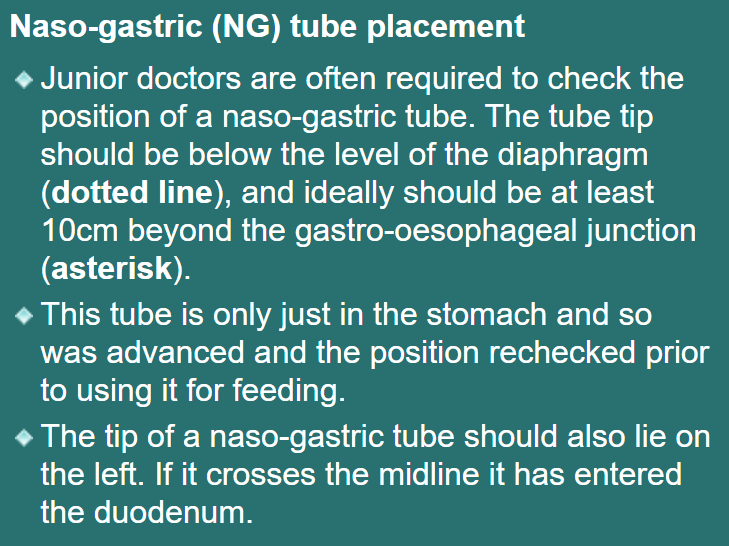 Naso-gastric (NG) tube placement
Junior doctors are often required to check the
position of a naso-gastric tube. The tube tip
should be below the level of the diaphragm
(dotted line), and ideally should be at least
10cm beyond the gastro-oesophageal junction
(asterisk).
This tube is only just in the stomach and so
was advanced and the position rechecked prior
to using it for feeding.
The tip of a naso-gastric tube should also lie on
the left. If it crosses the midline it has entered
the duodenum.